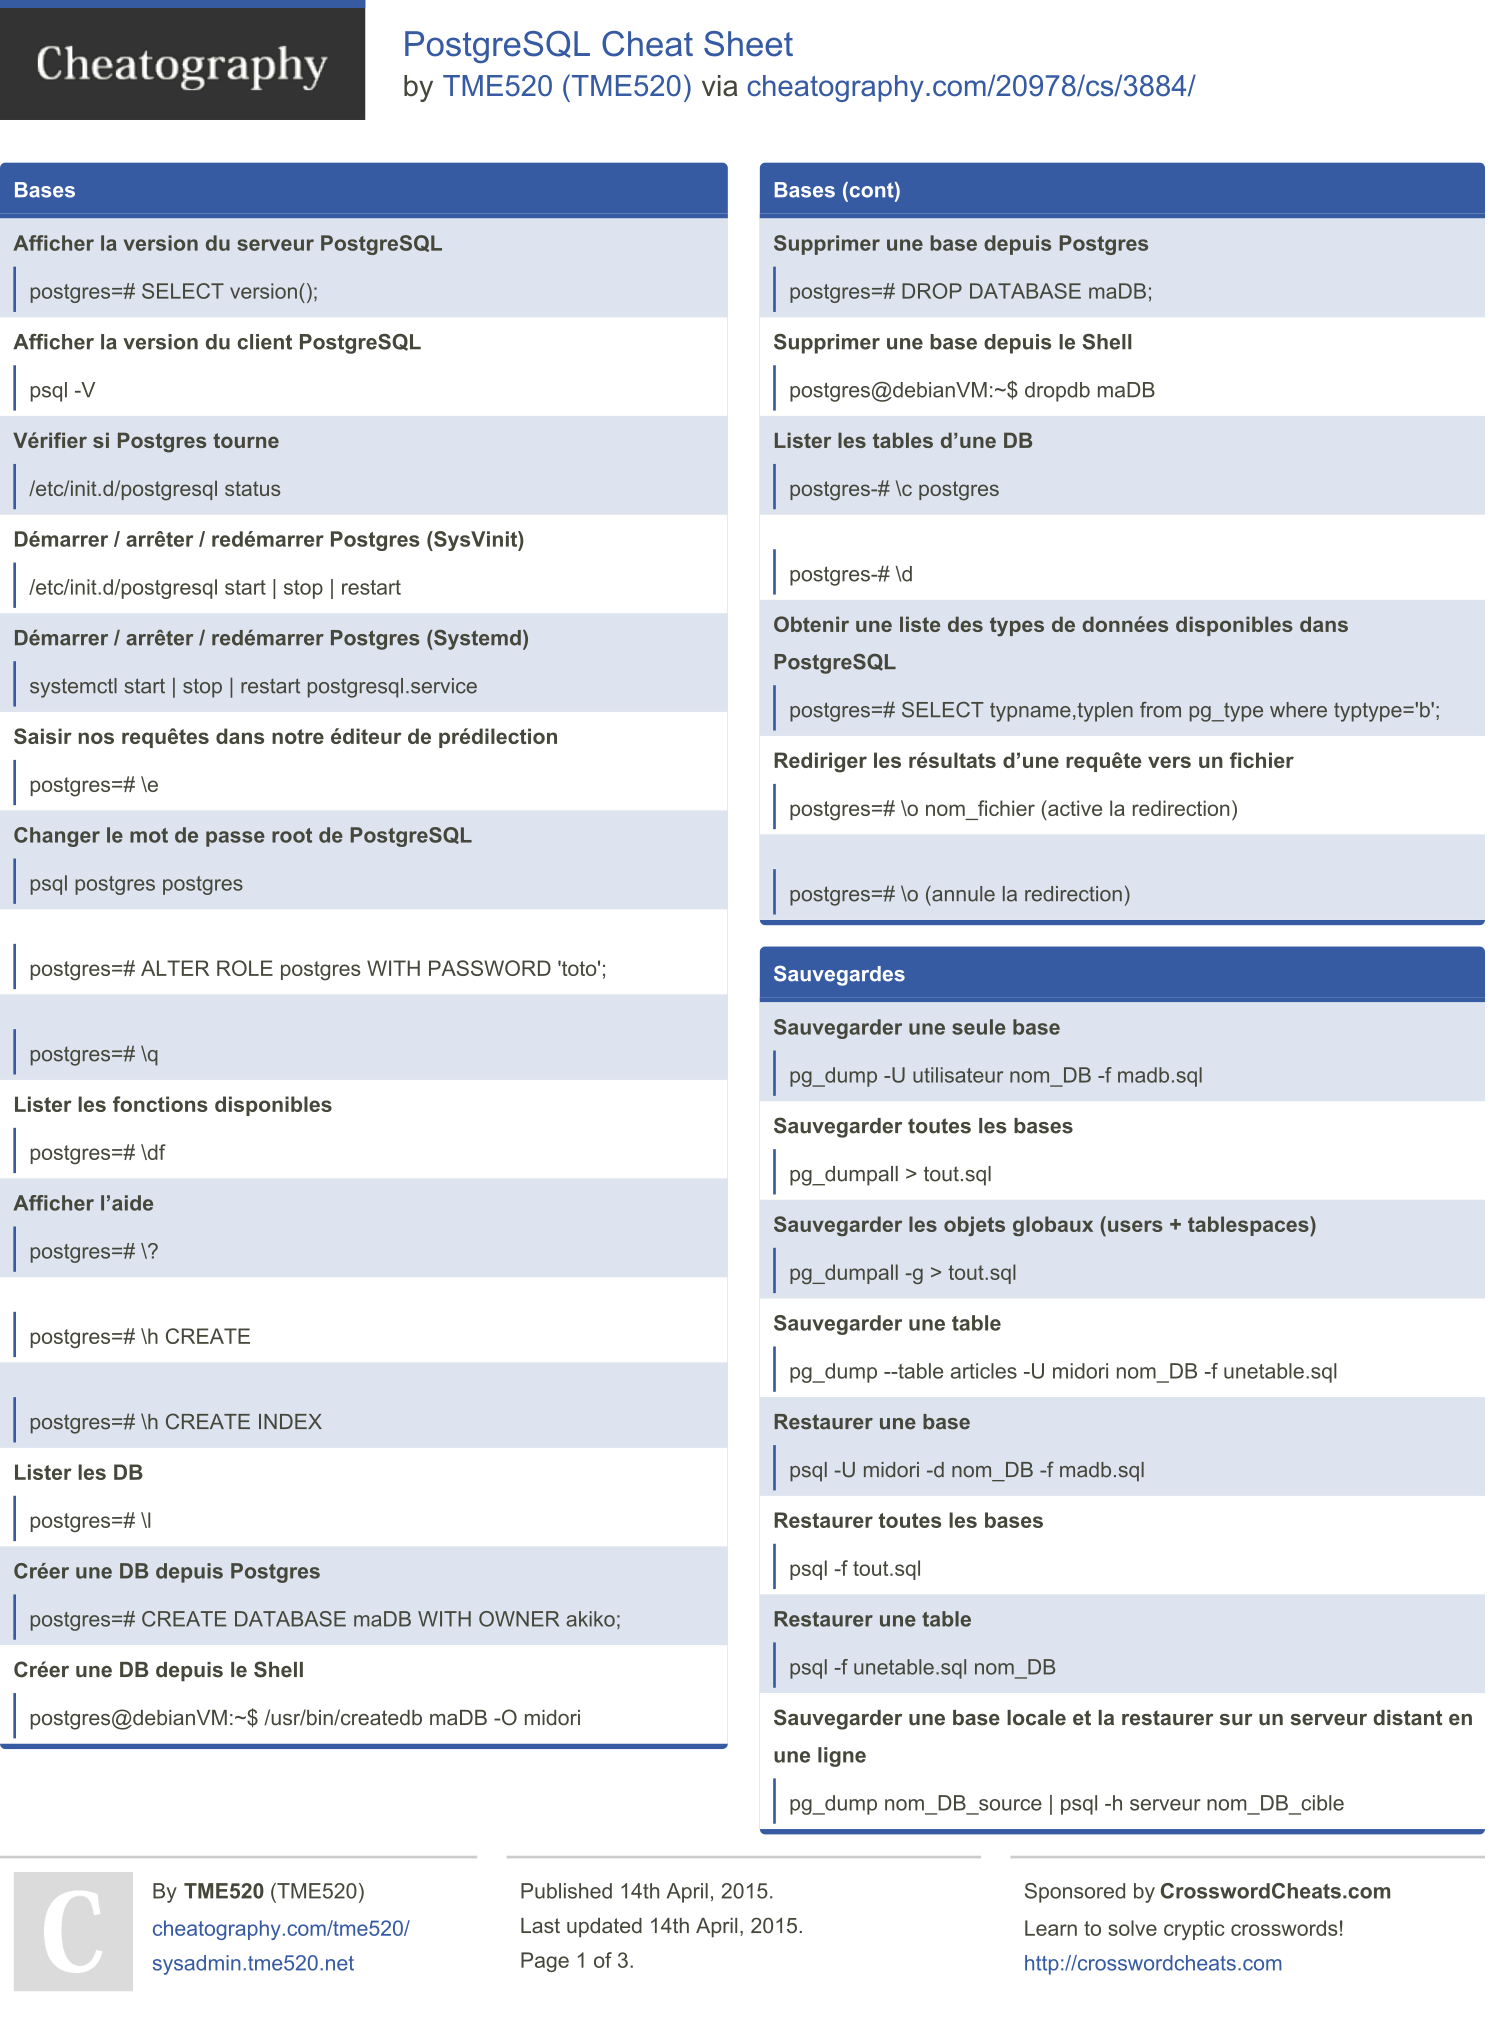 Cheatography
PostgreSQL Cheat Sheet
by TME520 (TME520) via cheatography.com/20978/cs/3884/
Bases
Afficher la version du serveur PostgreSQL
postgres=# SELECT version();
Afficher la version du client PostgreSQL
psql -V
Vérifier si Postgres tourne
/etc/init.d/postgresql status
Démarrer / arrêter / redémarrer Postgres (SysVinit)
/etc/init.d/postgresql start | stop | restart
Démarrer / arrêter / redémarrer Postgres (Systemd)
systemctl start | stop | restart postgresql.service
Saisir nos requêtes dans notre éditeur de prédilection
postgres=# \e
Changer le mot de passe root de PostgreSQL
psql postgres postgres
postgres=# ALTER ROLE postgres WITH PASSWORD 'toto';
postgres=# \q
Lister les fonctions disponibles
postgres=# \df
Afficher l’aide
postgres=# \?
postgres=# \h CREATE
postgres=# \h CREATE INDEX
Lister les DB
postgres=# \l
Créer une DB depuis Postgres
postgres=# CREATE DATABASE maDB WITH OWNER akiko;
Créer une DB depuis le Shell
postgres@debianVM:~$ /usr/bin/createdb maDB -O midori
Bases (cont)
Supprimer une base depuis Postgres
postgres=# DROP DATABASE maDB;
Supprimer une base depuis le Shell
postgres@debianVM:~$ dropdb maDB
Lister les tables d’une DB
postgres-# \c postgres
postgres-# \d
Obtenir une liste des types de données disponibles dans
PostgreSQL
postgres=# SELECT typname,typlen from pg_type where typtype='b';
Rediriger les résultats d’une requête vers un fichier
postgres=# \o nom_fichier (active la redirection)
postgres=# \o (annule la redirection)
Sauvegardes
Sauvegarder une seule base
pg_dump -U utilisateur nom_DB -f madb.sql
Sauvegarder toutes les bases
pg_dumpall > tout.sql
Sauvegarder les objets globaux (users + tablespaces)
pg_dumpall -g > tout.sql
Sauvegarder une table
pg_dump --table articles -U midori nom_DB -f unetable.sql
Restaurer une base
psql -U midori -d nom_DB -f madb.sql
Restaurer toutes les bases
psql -f tout.sql
Restaurer une table
psql -f unetable.sql nom_DB
Sauvegarder une base locale et la restaurer sur un serveur distant en
une ligne
pg_dump nom_DB_source | psql -h serveur nom_DB_cible
C
By TME520 (TME520)
cheatography.com/tme520/
sysadmin.tme520.net
Published 14th April, 2015.
Last updated 14th April, 2015.
Page 1 of 3.
Sponsored by CrosswordCheats.com
Learn to solve cryptic crosswords!
http://crosswordcheats.com